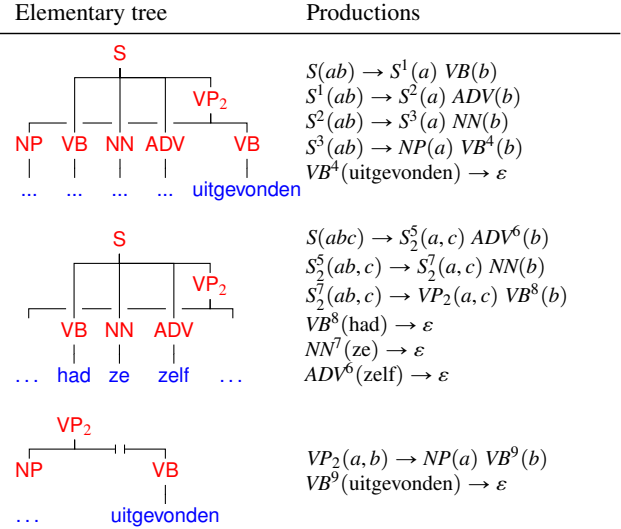 Elementary tree Productions
S
VP₂
NP VB NN ADV VB
... ... ... ... uitgevonden
S(ab) → S¹(a) VB(b)
S¹(ab) → S²(a) ADV(b)
S²(ab) → S³(a) NN(b)
S³(ab) → NP(a) VB⁴(b)
VB⁴(uitgevonden) → ε
S
VP₂
VB NN ADV
... had ze zelf ...
S(abc) → S₂⁵(a, c) ADV⁶(b)
S₂⁵(ab, c) → S₂⁷(a, c) NN(b)
S₂⁷(ab, c) → VP₂(a, c) VB⁸(b)
VB⁸(had) → ε
NN⁷(ze) → ε
ADV⁶(zelf) → ε
VP₂
NP VB
... uitgevonden
VP₂(a, b) → NP(a) VB⁹(b)
VB⁹(uitgevonden) → ε